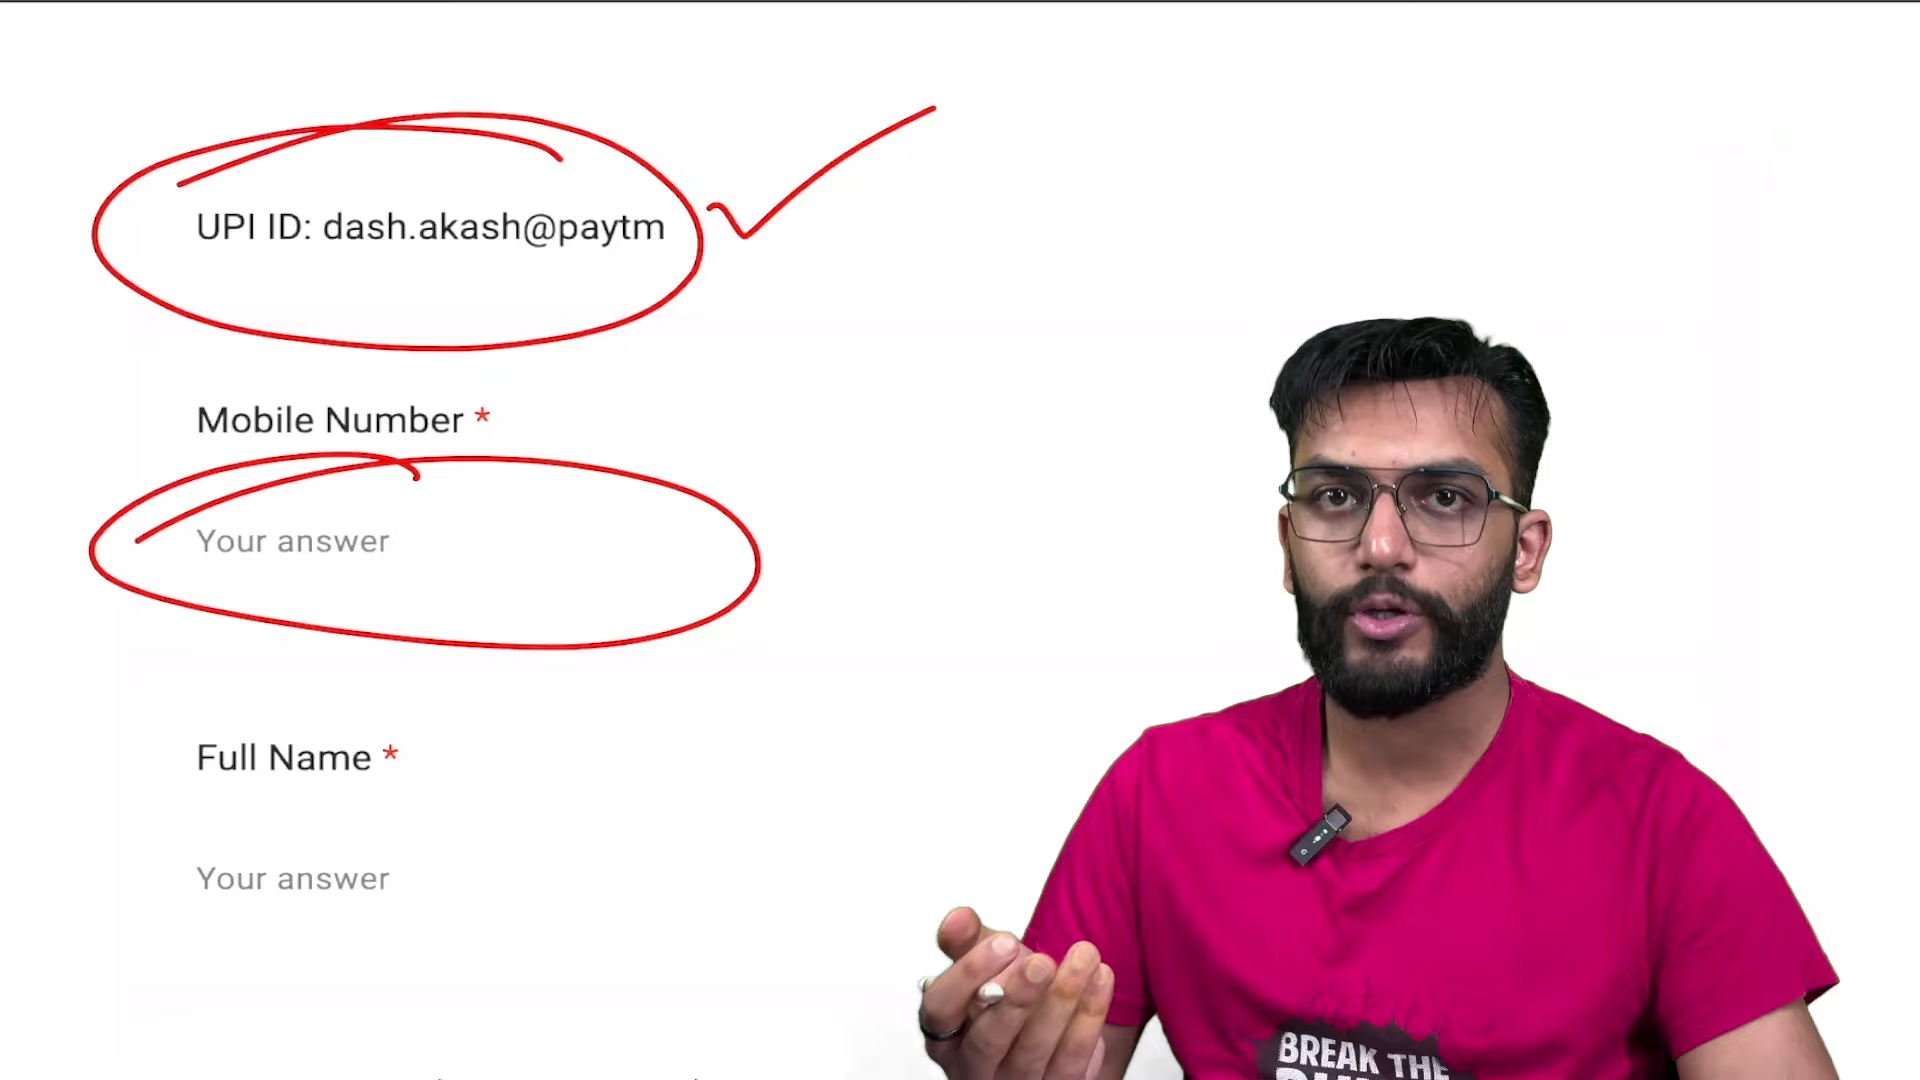 UPI ID: dash.akash@paytm
Mobile Number *
Your answer
Full Name *
Your answer
BREAK THE